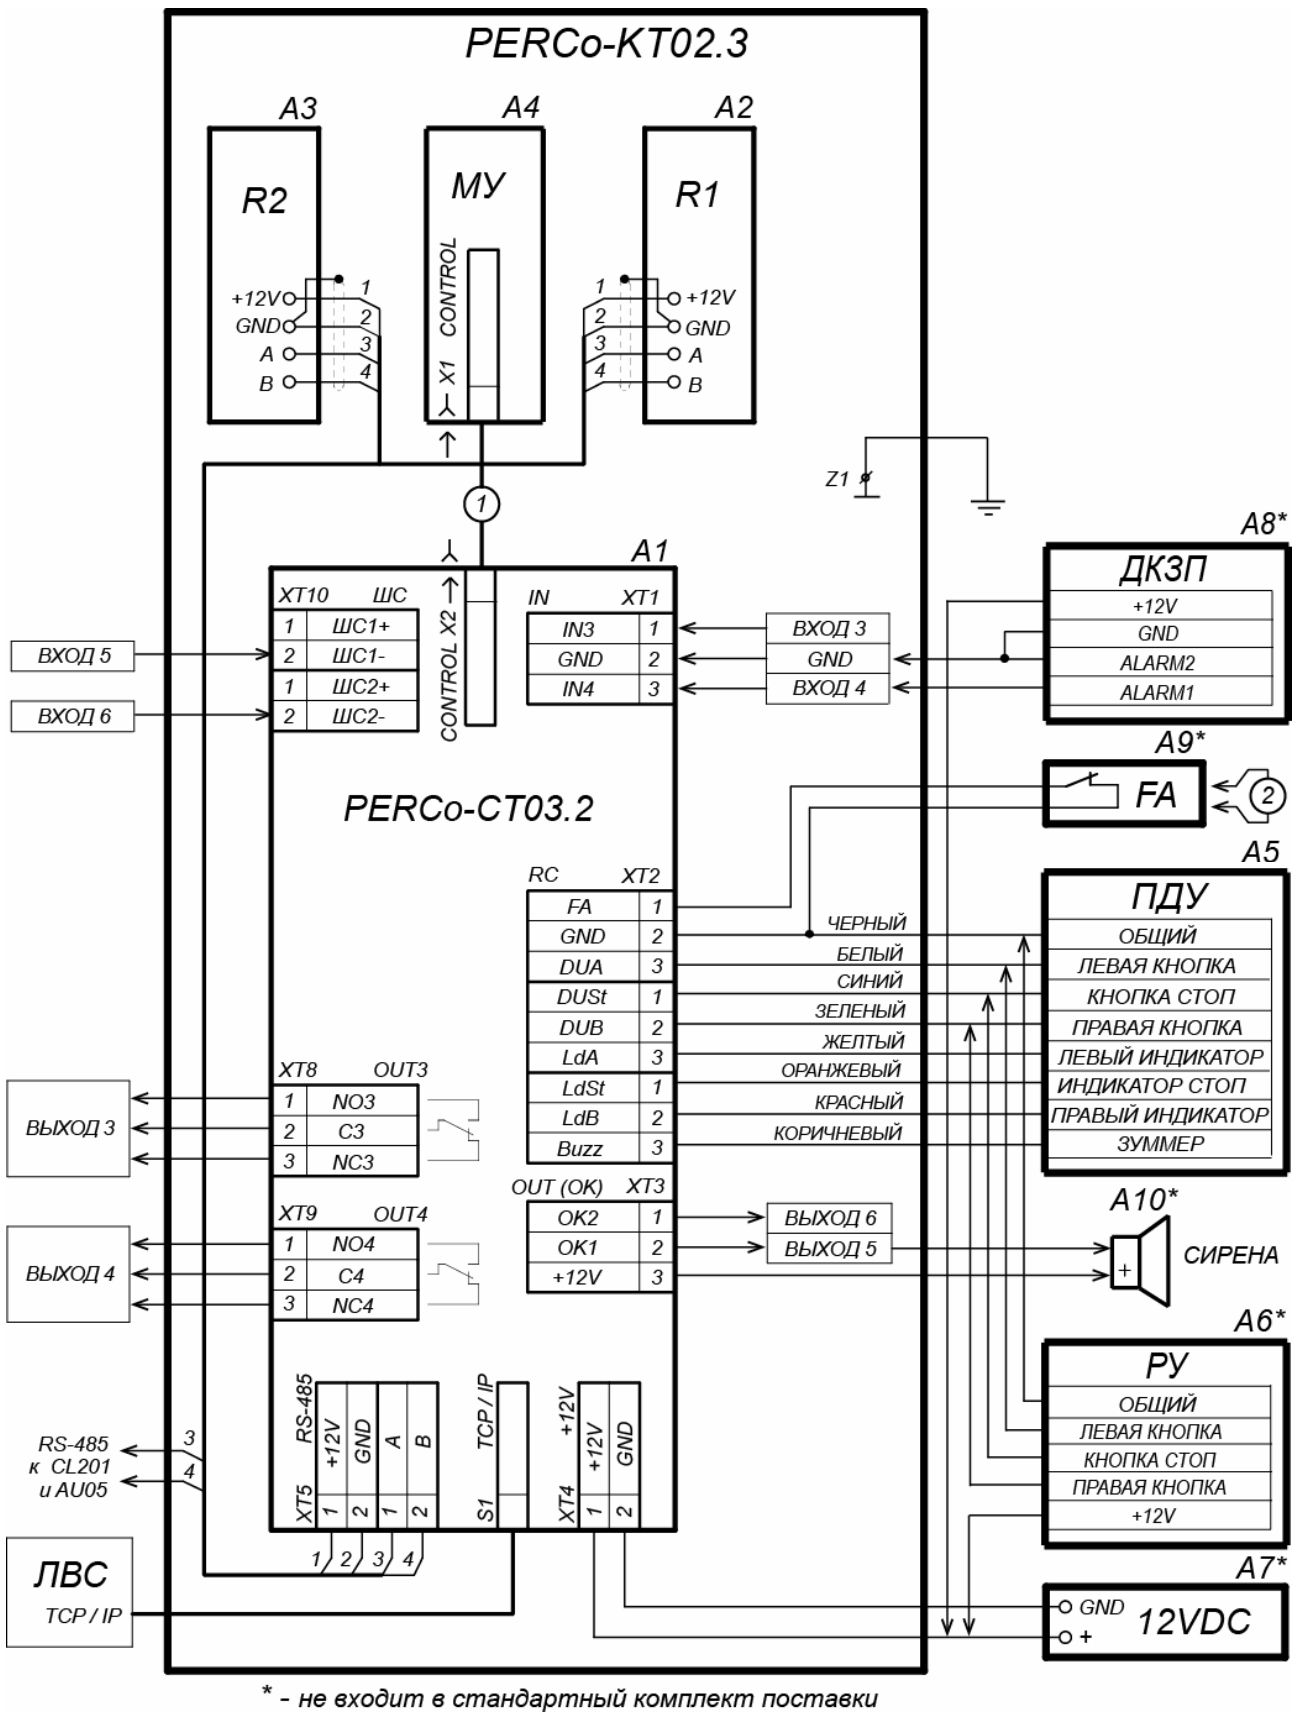 PERCo-KT02.3
A3
A4
A2
R2
МУ
R1
CONTROL
X1
+12V
GND
A
B
1
2
3
4
1
2
3
4
+12V
GND
A
B
Z1
1
A1
CONTROL X2
XT10 ШС
1 ШС1+
2 ШС1-
1 ШС2+
2 ШС2-
ВХОД 5
ВХОД 6
IN XT1
IN3 1
GND 2
IN4 3
ВХОД 3
GND
ВХОД 4
A8*
ДКЗП
+12V
GND
ALARM2
ALARM1
A9*
FA
2
PERCo-CT03.2
RC XT2
FA 1
GND 2
DUA 3
DUSt 1
DUB 2
LdA 3
LdSt 1
LdB 2
Buzz 3
ЧЕРНЫЙ
БЕЛЫЙ
СИНИЙ
ЗЕЛЕНЫЙ
ЖЕЛТЫЙ
ОРАНЖЕВЫЙ
КРАСНЫЙ
КОРИЧНЕВЫЙ
A5
ПДУ
ОБЩИЙ
ЛЕВАЯ КНОПКА
КНОПКА СТОП
ПРАВАЯ КНОПКА
ЛЕВЫЙ ИНДИКАТОР
ИНДИКАТОР СТОП
ПРАВЫЙ ИНДИКАТОР
ЗУММЕР
XT8 OUT3
1 NO3
2 C3
3 NC3
ВЫХОД 3
XT9 OUT4
1 NO4
2 C4
3 NC4
ВЫХОД 4
OUT (OK) XT3
OK2 1
OK1 2
+12V 3
ВЫХОД 6
ВЫХОД 5
A10*
+
СИРЕНА
A6*
РУ
ОБЩИЙ
ЛЕВАЯ КНОПКА
КНОПКА СТОП
ПРАВАЯ КНОПКА
+12V
XT5 RS-485
1 +12V
2 GND
1 A
2 B
S1 TCP / IP
XT4 +12V
1 +12V
2 GND
1
2
3
4
RS-485
к CL201
и AU05
3
4
ЛВС
TCP / IP
A7*
GND
+
12VDC
* - не входит в стандартный комплект поставки